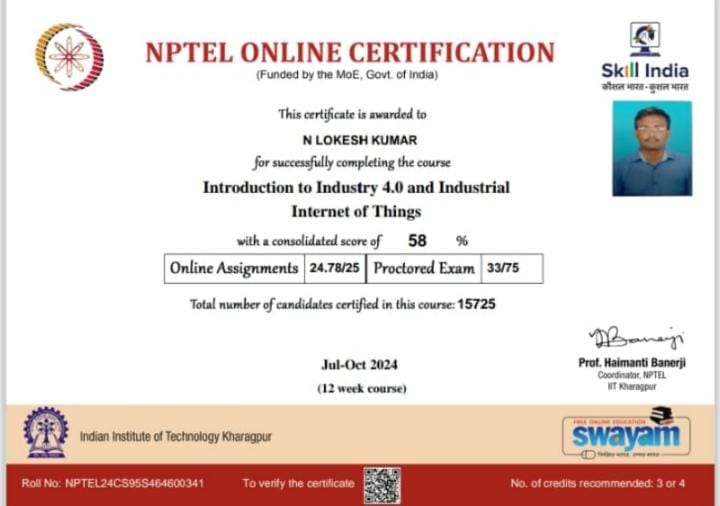 NPTEL ONLINE CERTIFICATION
(Funded by the MoE, Govt. of India)
Skill India
कौशल भारत - कुशल भारत
This certificate is awarded to
N LOKESH KUMAR
for successfully completing the course
Introduction to Industry 4.0 and Industrial
Internet of Things
with a consolidated score of 58 %
Online Assignments 24.78/25 Proctored Exam 33/75
Total number of candidates certified in this course: 15725
Jul-Oct 2024
(12 week course)
Prof. Haimanti Banerji
Coordinator, NPTEL
IIT Kharagpur
Indian Institute of Technology Kharagpur
FREE ONLINE EDUCATION
swayam
शिक्षित भारत, उन्नत भारत
Roll No: NPTEL24CS95S464600341
To verify the certificate
No. of credits recommended: 3 or 4